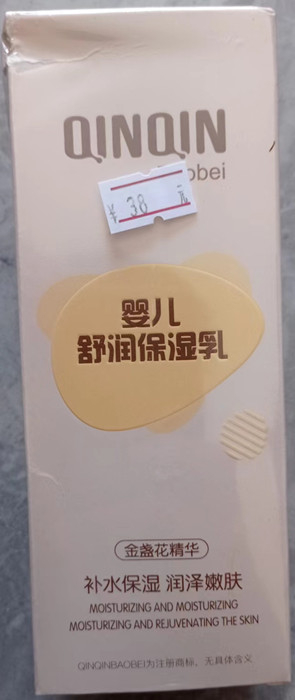 QINQIN
obei
¥ 38 元
婴儿
舒润保湿乳
金盏花精华
补水保湿 润泽嫩肤
MOISTURIZING AND MOISTURIZING
MOISTURIZING AND REJUVENATING THE SKIN
QINQINBAOBEI为注册商标、无具体含义